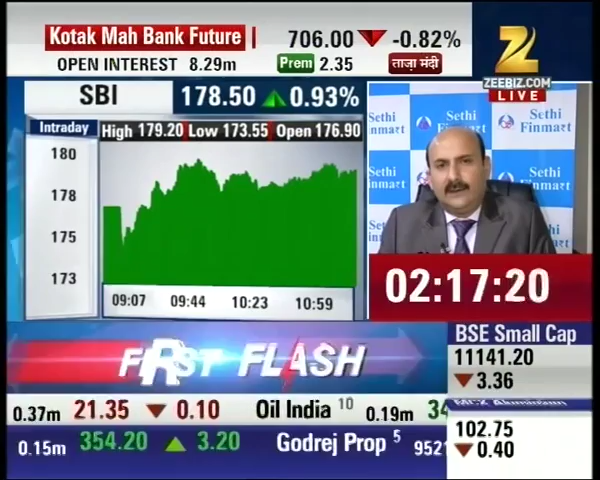 Kotak Mah Bank Future 706.00 -0.82%
OPEN INTEREST 8.29m Prem 2.35 ताज़ा मंदी
Z
ZEEBIZ.COM
LIVE
SBI 178.50 0.93%
Intraday High 179.20 Low 173.55 Open 176.90
180
178
175
173
09:07 09:44 10:23 10:59
Sethi
Finmart
02:17:20
FIRST FLASH
BSE Small Cap
11141.20
3.36
MCX Aluminium
102.75
0.40
0.37m 21.35 0.10 Oil India 10 0.19m 34
0.15m 354.20 3.20 Godrej Prop 5 952